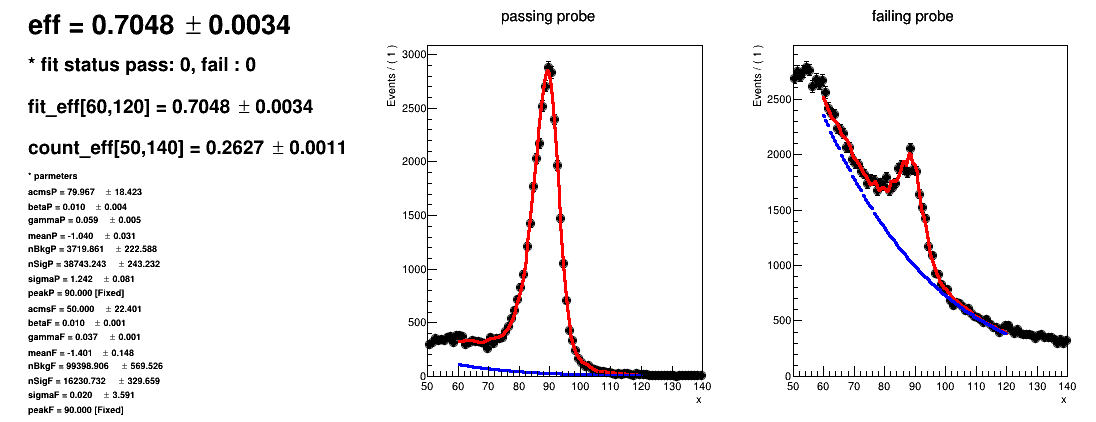 eff = 0.7048 ± 0.0034
* fit status pass: 0, fail : 0
fit_eff[60,120] = 0.7048 ± 0.0034
count_eff[50,140] = 0.2627 ± 0.0011
* parmeters
acmsP = 79.967 ± 18.423
betaP = 0.010 ± 0.004
gammaP = 0.059 ± 0.005
meanP = -1.040 ± 0.031
nBkgP = 3719.861 ± 222.588
nSigP = 38743.243 ± 243.232
sigmaP = 1.242 ± 0.081
peakP = 90.000 [Fixed]
acmsF = 50.000 ± 22.401
betaF = 0.010 ± 0.001
gammaF = 0.037 ± 0.001
meanF = -1.401 ± 0.148
nBkgF = 99398.906 ± 569.526
nSigF = 16230.732 ± 329.659
sigmaF = 0.020 ± 3.591
peakF = 90.000 [Fixed]
passing probe
Events / ( 1 )
3000
2500
2000
1500
1000
500
0
50 60 70 80 90 100 110 120 130 140
x
failing probe
Events / ( 1 )
2500
2000
1500
1000
500
0
50 60 70 80 90 100 110 120 130 140
x